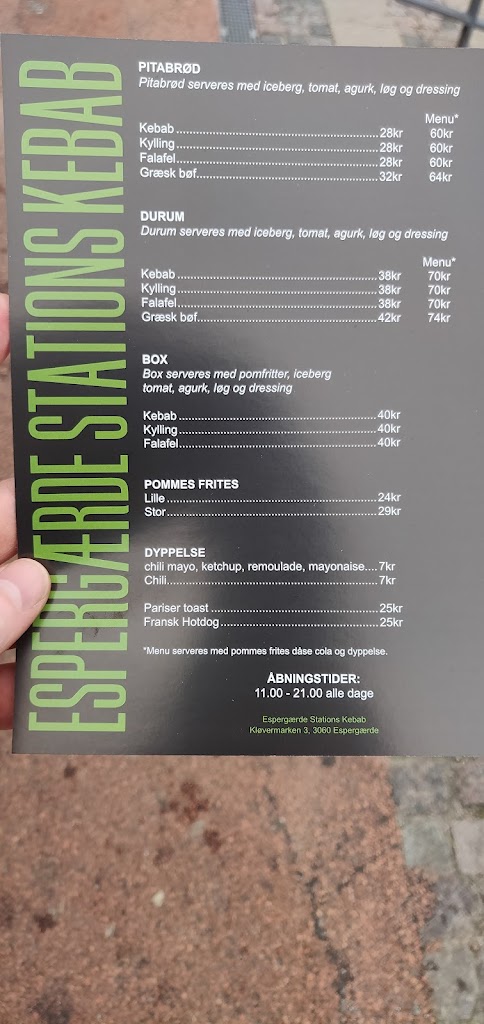 ESPERGÆRDE STATIONS KEBAB
PITABRØD
Pitabrød serveres med iceberg, tomat, agurk, løg og dressing
Menu*
Kebab 28kr 60kr
Kylling 28kr 60kr
Falafel 28kr 60kr
Græsk bøf 32kr 64kr
DURUM
Durum serveres med iceberg, tomat, agurk, løg og dressing
Menu*
Kebab 38kr 70kr
Kylling 38kr 70kr
Falafel 38kr 70kr
Græsk bøf 42kr 74kr
BOX
Box serveres med pomfritter, iceberg
tomat, agurk, løg og dressing
Kebab 40kr
Kylling 40kr
Falafel 40kr
POMMES FRITES
Lille 24kr
Stor 29kr
DYPPELSE
chili mayo, ketchup, remoulade, mayonaise 7kr
Chili 7kr
Pariser toast 25kr
Fransk Hotdog 25kr
*Menu serveres med pommes frites dåse cola og dyppelse.
ÅBNINGSTIDER:
11.00 - 21.00 alle dage
Espergærde Stations Kebab
Kløvermarken 3, 3060 Espergærde